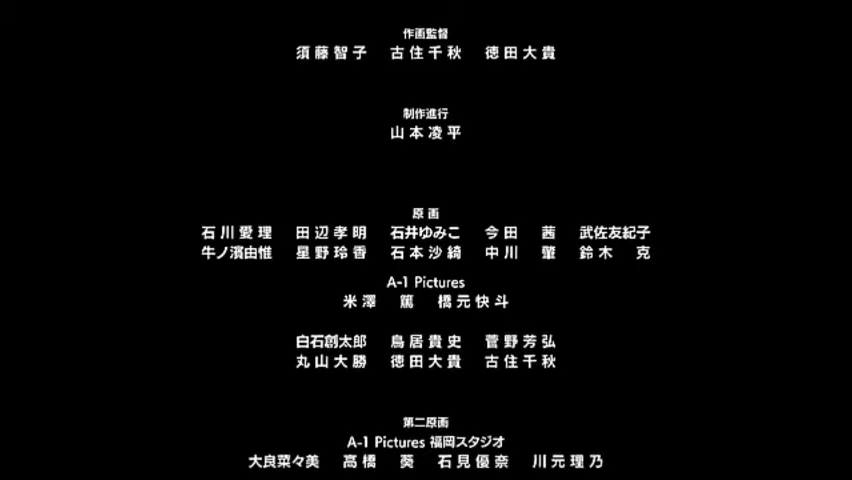 作画監督
須藤智子 古住千秋 徳田大貴
制作進行
山本凌平
原画
石川愛理 田辺孝明 石井ゆみこ 今田 茜 武佐友紀子
牛ノ濱由惟 星野玲香 石本沙綺 中川 肇 鈴木 克
A-1 Pictures
米澤 篤 橋元快斗
白石創太郎 鳥居貴史 菅野芳弘
丸山大勝 徳田大貴 古住千秋
第二原画
A-1 Pictures 福岡スタジオ
大良菜々美 高橋 葵 石見優奈 川元理乃